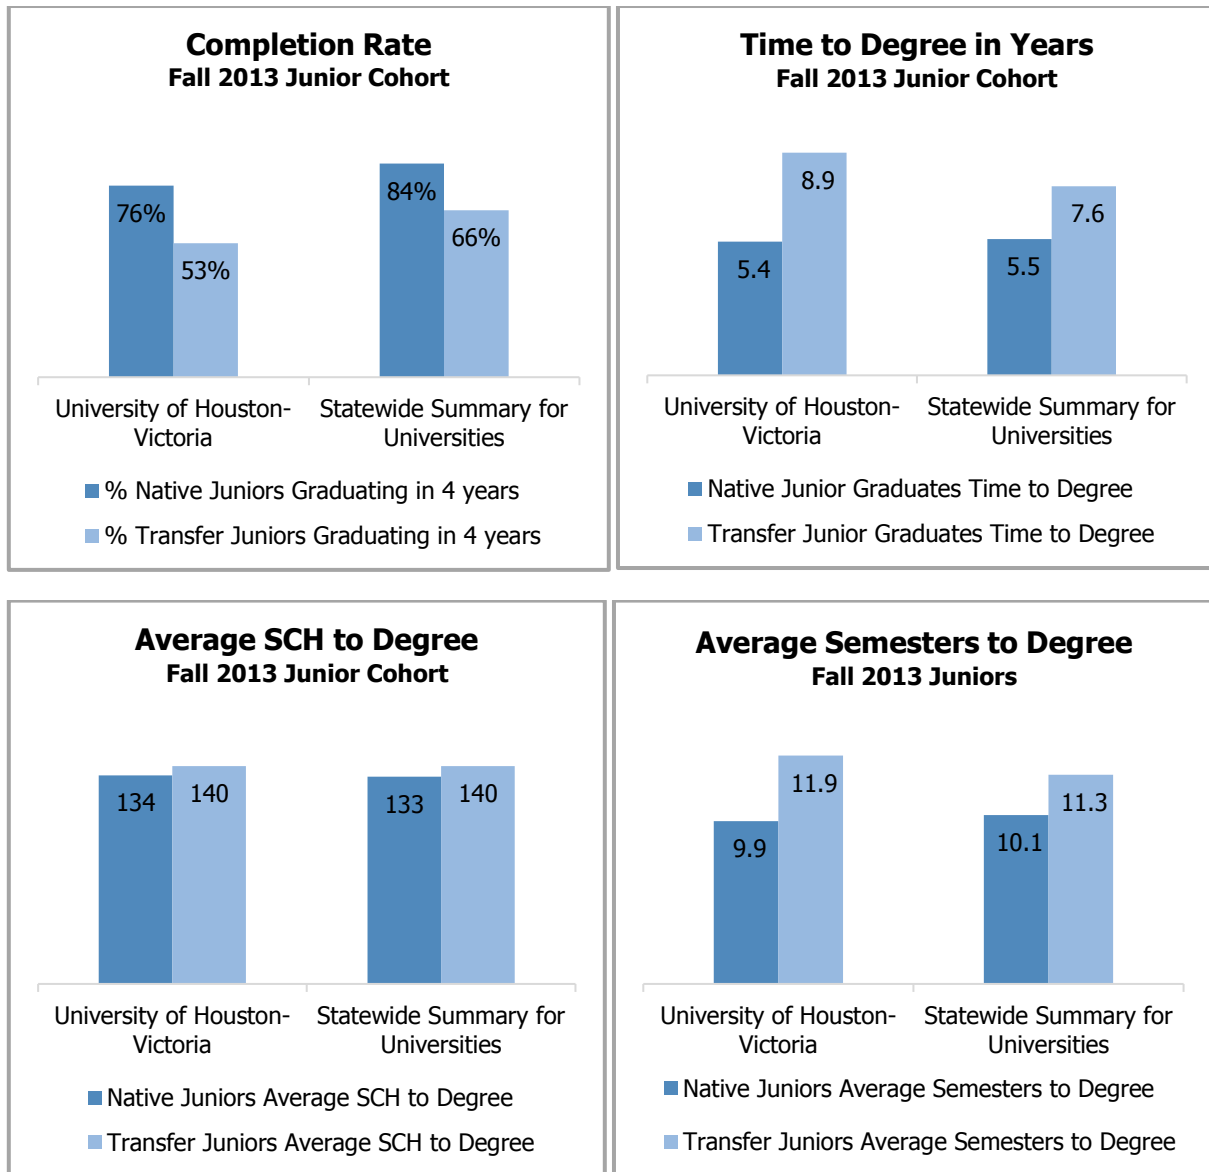 Completion Rate
Fall 2013 Junior Cohort
76%
53%
84%
66%
University of Houston-
Victoria
Statewide Summary for
Universities
% Native Juniors Graduating in 4 years
% Transfer Juniors Graduating in 4 years
Time to Degree in Years
Fall 2013 Junior Cohort
5.4
8.9
5.5
7.6
University of Houston-
Victoria
Statewide Summary for
Universities
Native Junior Graduates Time to Degree
Transfer Junior Graduates Time to Degree
Average SCH to Degree
Fall 2013 Junior Cohort
134
140
133
140
University of Houston-
Victoria
Statewide Summary for
Universities
Native Juniors Average SCH to Degree
Transfer Juniors Average SCH to Degree
Average Semesters to Degree
Fall 2013 Juniors
9.9
11.9
10.1
11.3
University of Houston-
Victoria
Statewide Summary for
Universities
Native Juniors Average Semesters to Degree
Transfer Juniors Average Semesters to Degree